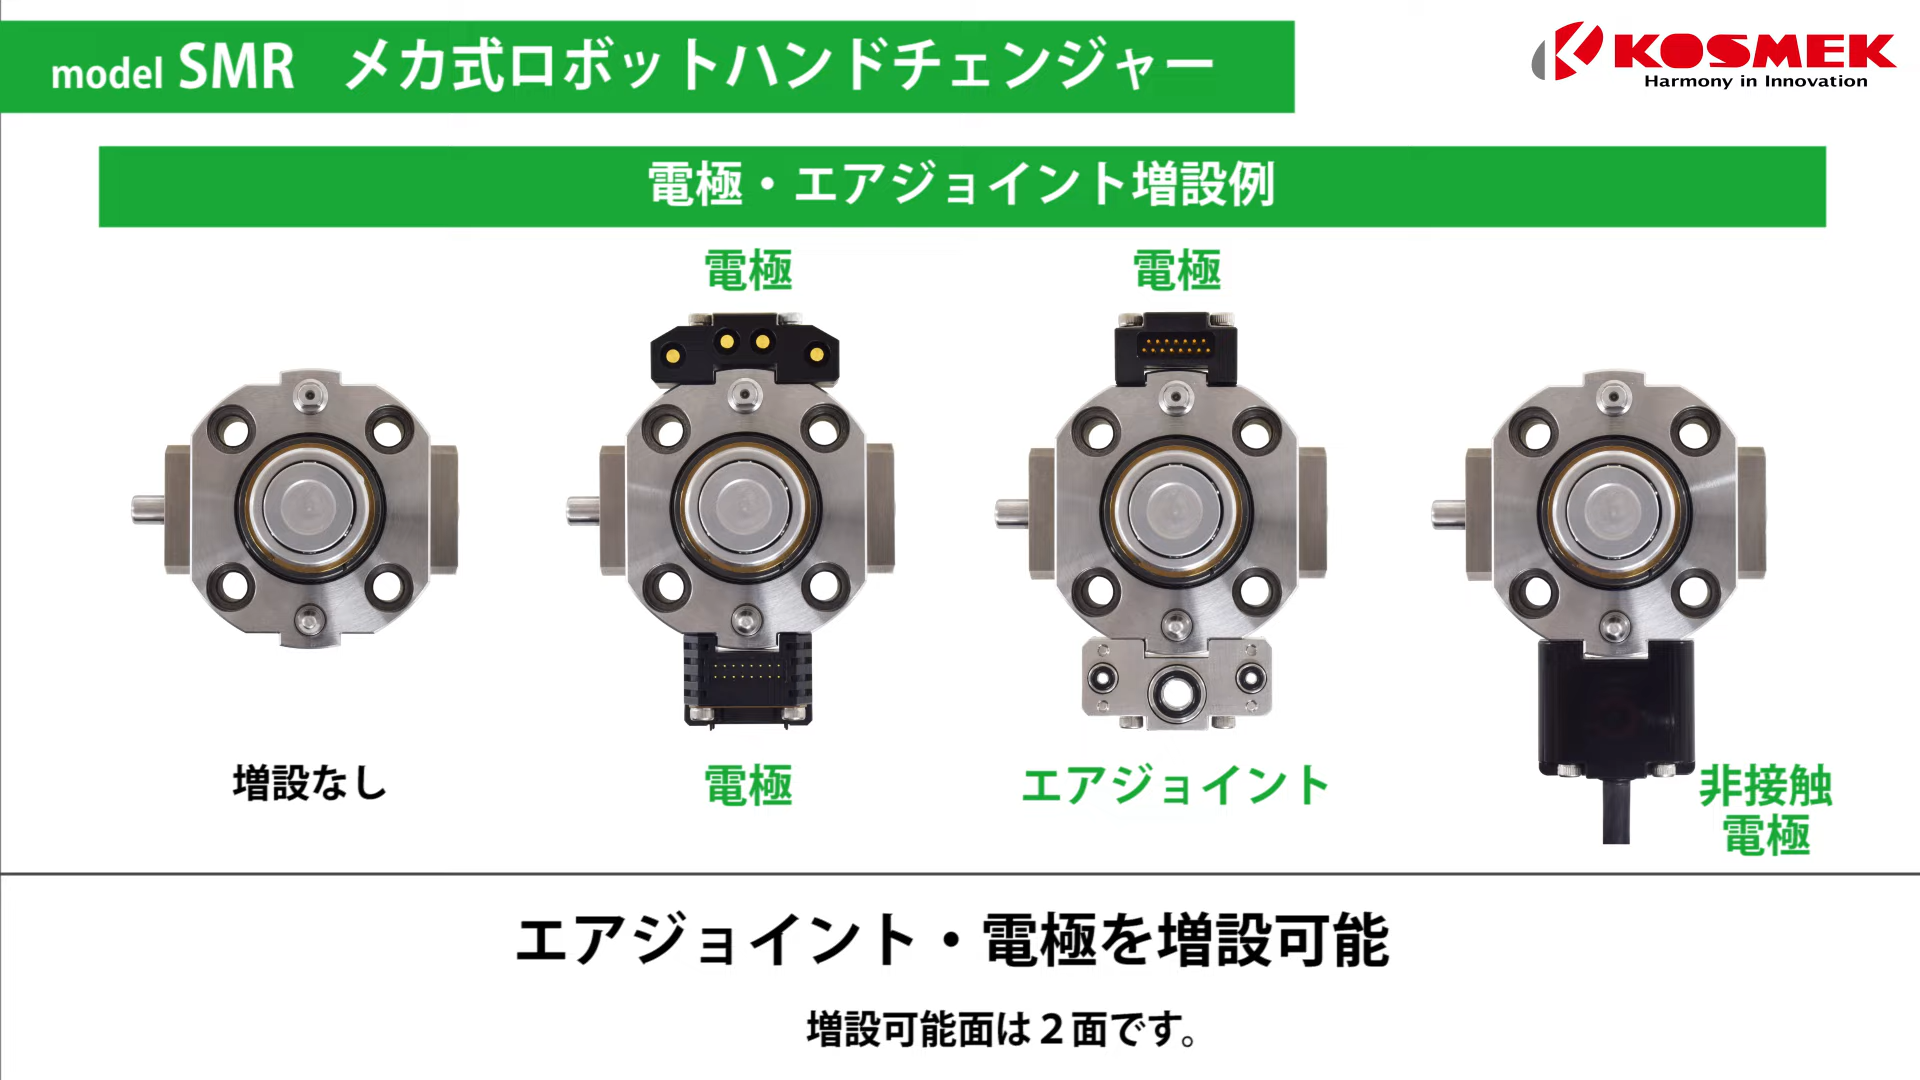 model SMR　メカ式ロボットハンドチェンジャー
KOSMEK
Harmony in Innovation
電極・エアジョイント増設例
電極
電極
増設なし
電極
エアジョイント
非接触
電極
エアジョイント・電極を増設可能
増設可能面は２面です。